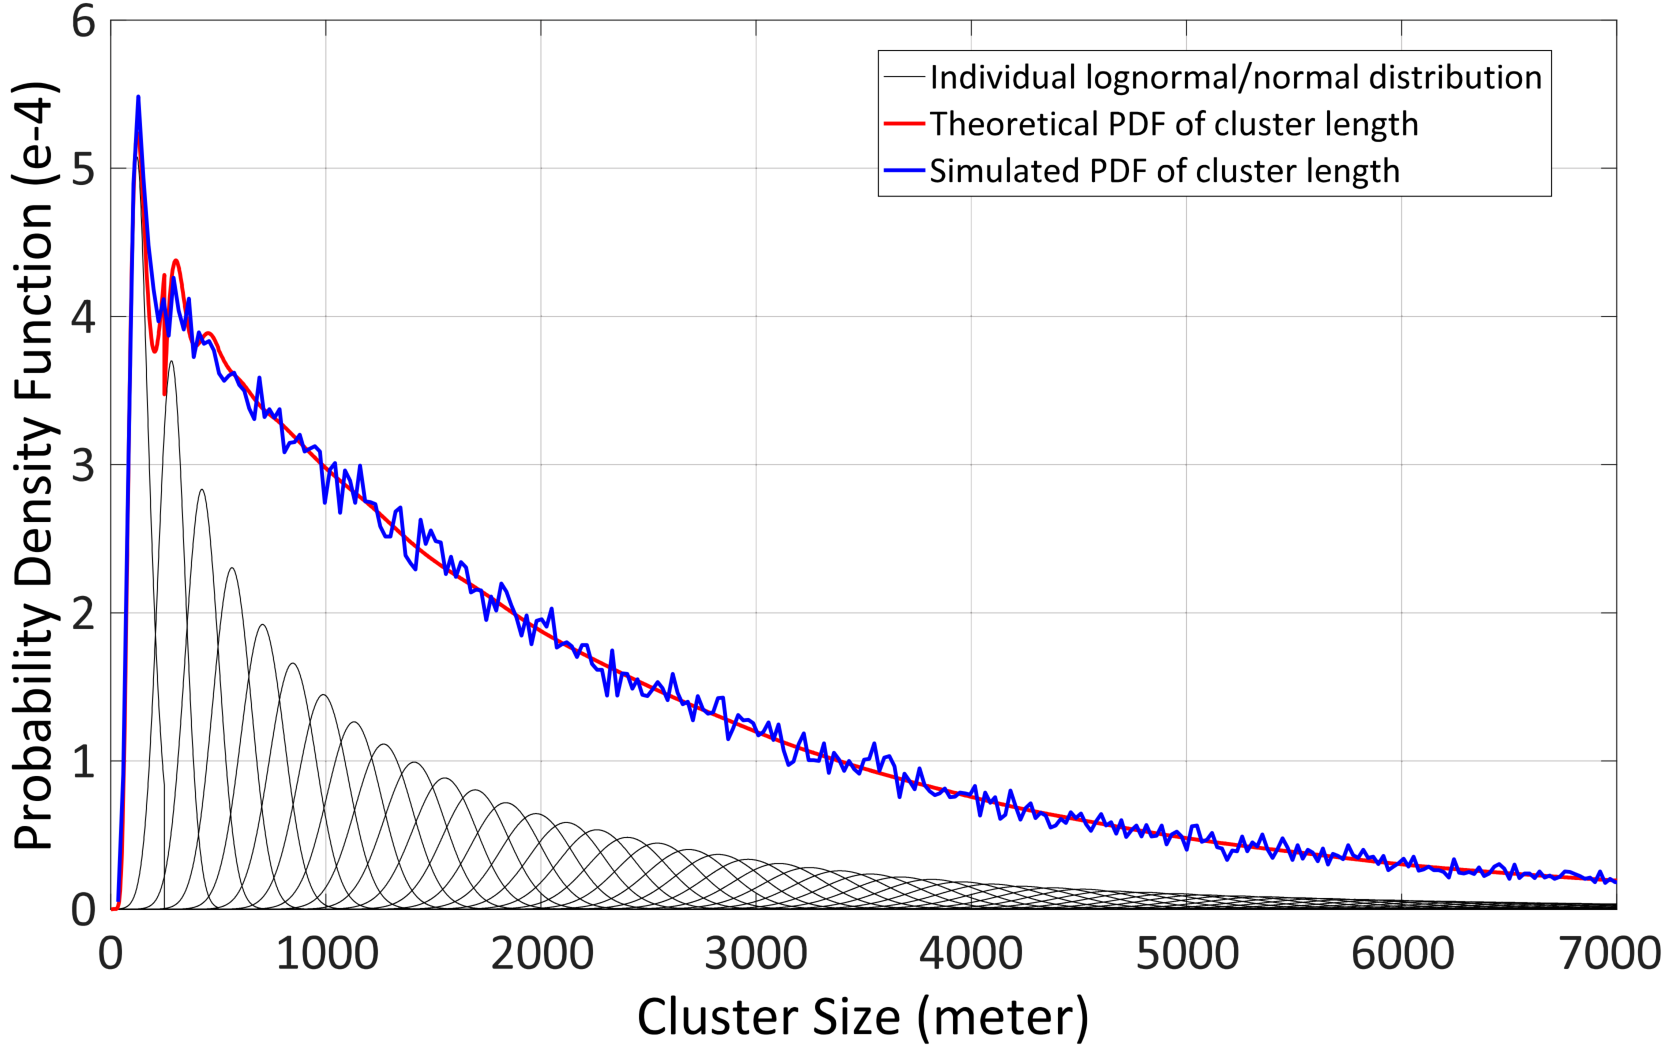 Probability Density Function (e-4)
6
5
4
3
2
1
0
Individual lognormal/normal distribution
Theoretical PDF of cluster length
Simulated PDF of cluster length
0 1000 2000 3000 4000 5000 6000 7000
Cluster Size (meter)